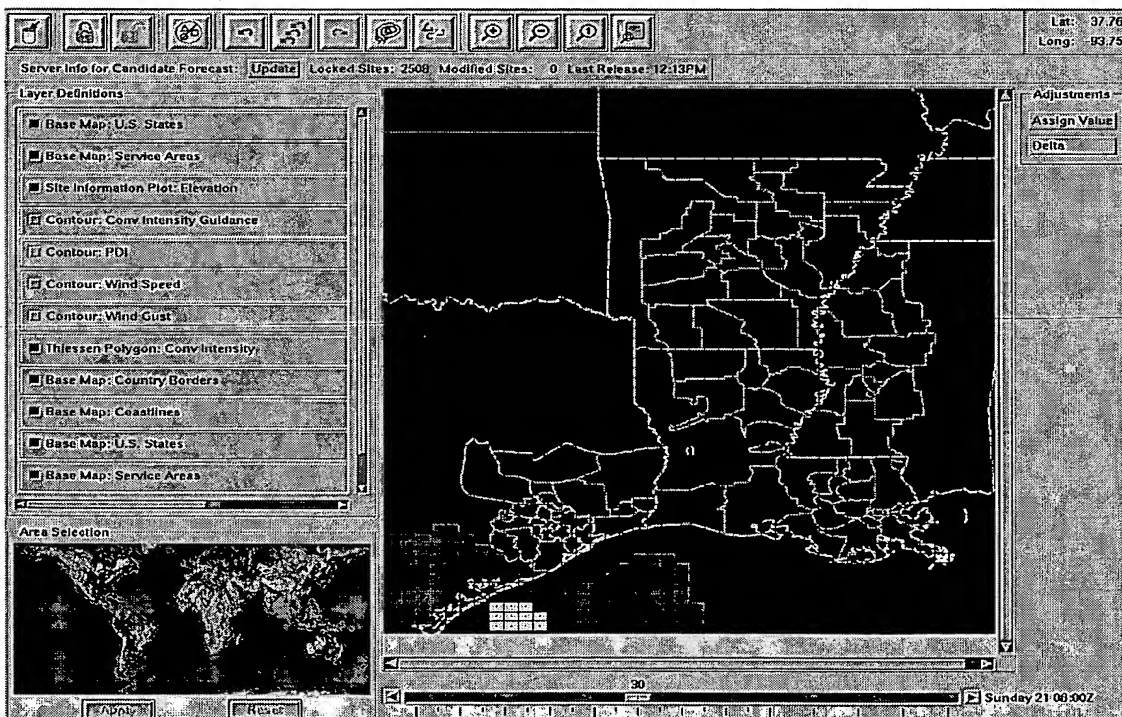 Lat: 37.76
Long: -93.75
Server Info for Candidate Forecast: Update Locked Sites: 2508 Modified Sites: 0 Last Release: 12:13PM
Layer Definitions
Base Map: U.S. States
Base Map: Service Areas
Site Information Plot: Elevation
Contour: Conv Intensity Guidance
Contour: PDI
Contour: Wind Speed
Contour: Wind Gust
Thiessen Polygon: Conv Intensity
Base Map: Country Borders
Base Map: Coastlines
Base Map: U.S. States
Base Map: Service Areas
Adjustments
Assign Value
Delta
Area Selection
Apply
Reset
30
Sunday 21:00:00Z